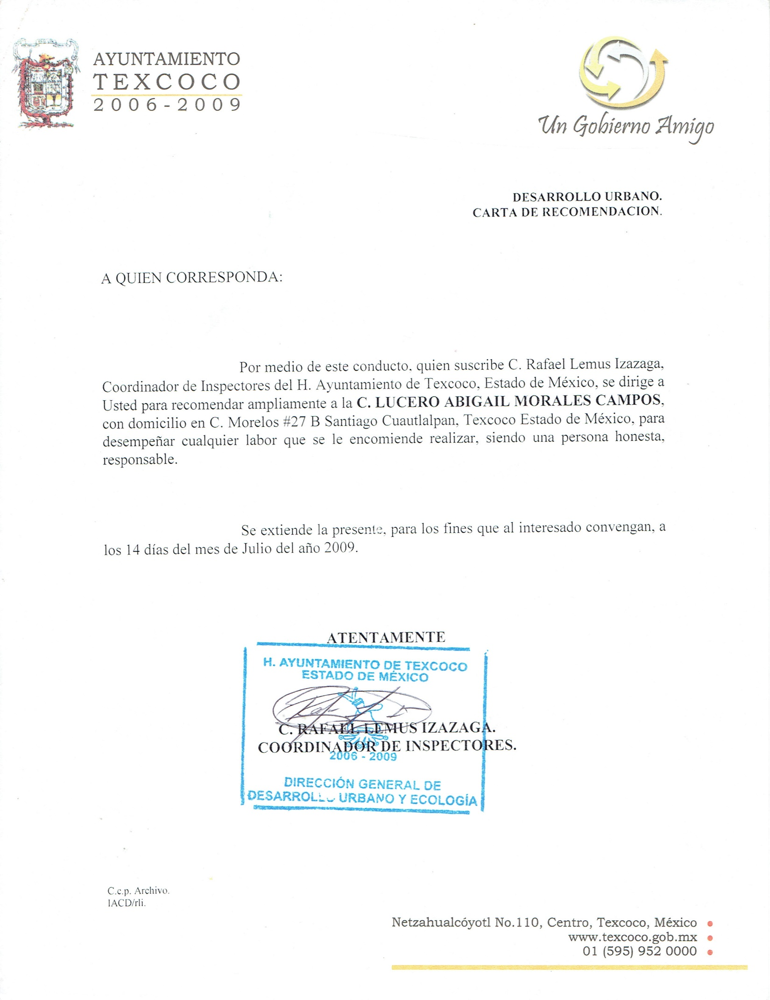 AYUNTAMIENTO
TEXCOCO
2006-2009
Un Gobierno Amigo
DESARROLLO URBANO.
CARTA DE RECOMENDACION.
A QUIEN CORRESPONDA:
Por medio de este conducto, quien suscribe C. Rafael Lemus Izazaga,
Coordinador de Inspectores del H. Ayuntamiento de Texcoco, Estado de México, se dirige a
Usted para recomendar ampliamente a la C. LUCERO ABIGAIL MORALES CAMPOS,
con domicilio en C. Morelos #27 B Santiago Cuautlalpan, Texcoco Estado de México, para
desempeñar cualquier labor que se le encomiende realizar, siendo una persona honesta,
responsable.
Se extiende la presente, para los fines que al interesado convengan, a
los 14 días del mes de Julio del año 2009.
ATENTAMENTE
H. AYUNTAMIENTO DE TEXCOCO
ESTADO DE MÉXICO
C. RAFAEL LEMUS IZAZAGA.
COORDINADOR DE INSPECTORES.
2006 - 2009
DIRECCIÓN GENERAL DE
DESARROLLO URBANO Y ECOLOGÍA
C.c.p. Archivo.
IACD/rli.
Netzahualcóyotl No.110, Centro, Texcoco, México
www.texcoco.gob.mx
01 (595) 952 0000